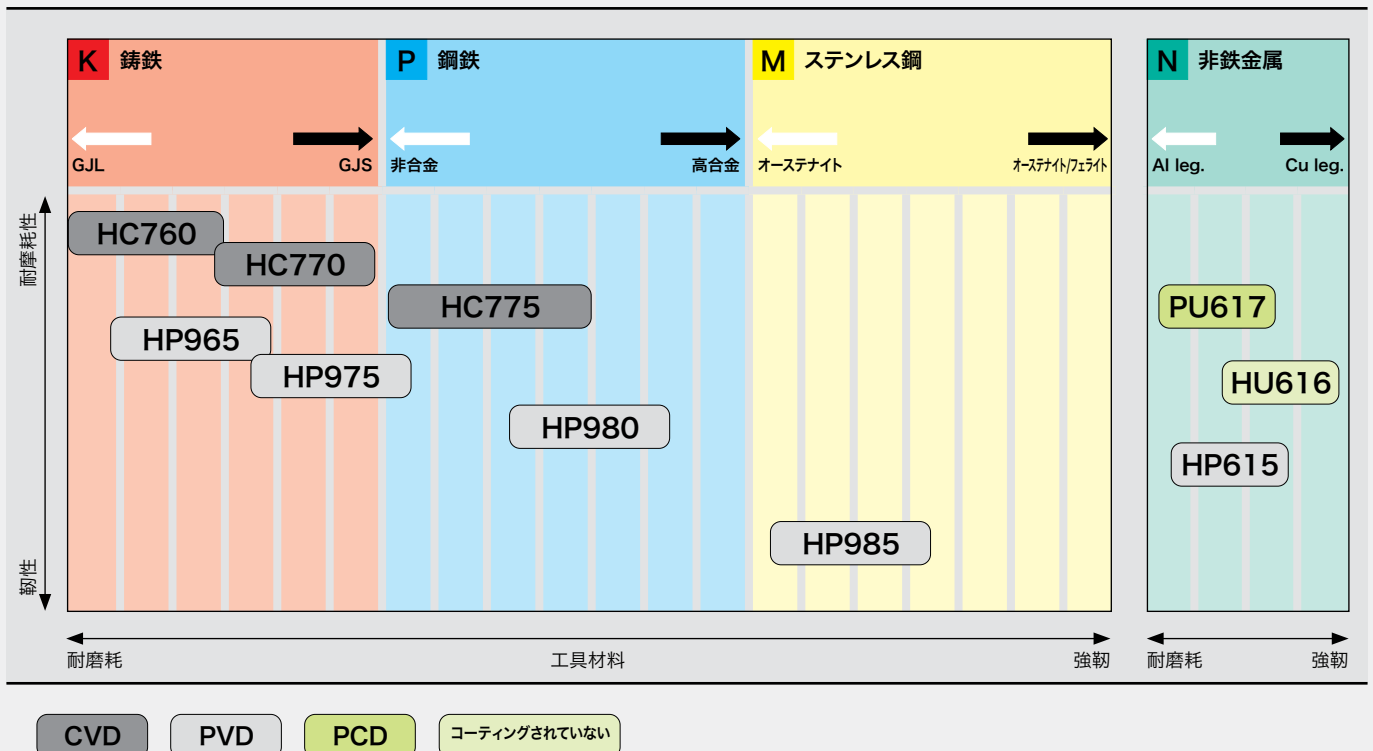 K 鋳鉄
P 鋼鉄
M ステンレス鋼
N 非鉄金属
GJL
GJS
非合金
高合金
オーステナイト
オーステナイト/フェライト
Al leg.
Cu leg.
耐摩耗性
靭性
HC760
HC770
HC775
HP965
HP975
HP980
HP985
PU617
HU616
HP615
耐磨耗
工具材料
強靭
耐磨耗
強靭
CVD
PVD
PCD
コーティングされていない